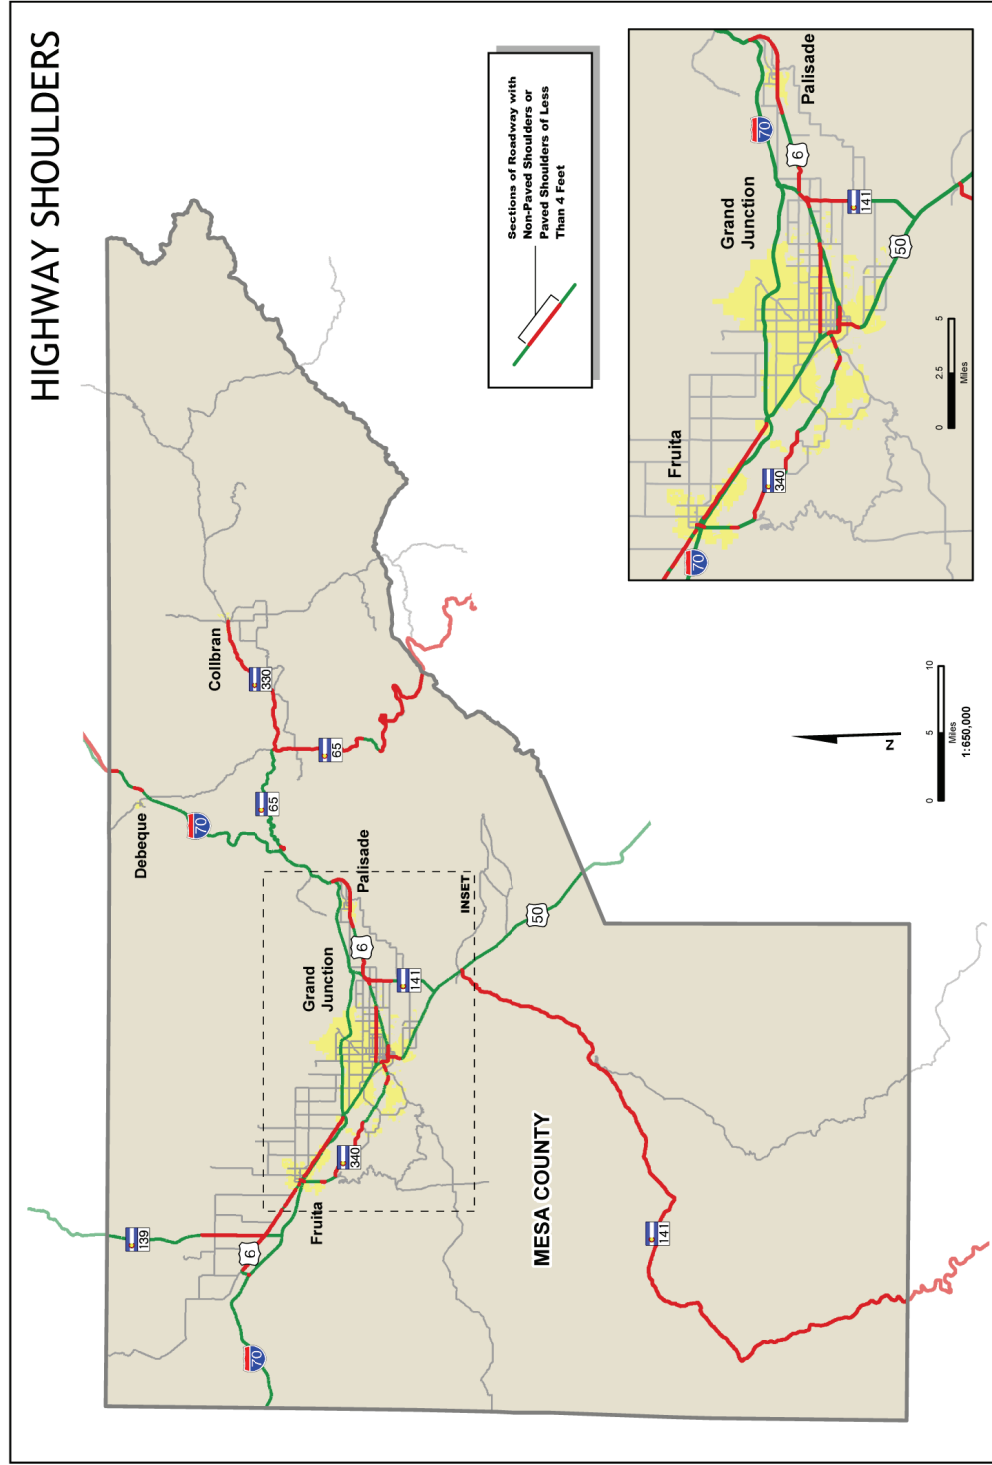 HIGHWAY SHOULDERS
Sections of Roadway with
Non-Paved Shoulders or
Paved Shoulders of Less
Than 4 Feet
139
6
70
Fruita
340
Grand
Junction
141
6
Palisade
INSET
50
Debeque
70
65
65
330
Collbran
MESA COUNTY
141
N
0
5
10
Miles
1:650,000
70
Fruita
340
Grand
Junction
70
6
Palisade
141
50
0
2.5
5
Miles